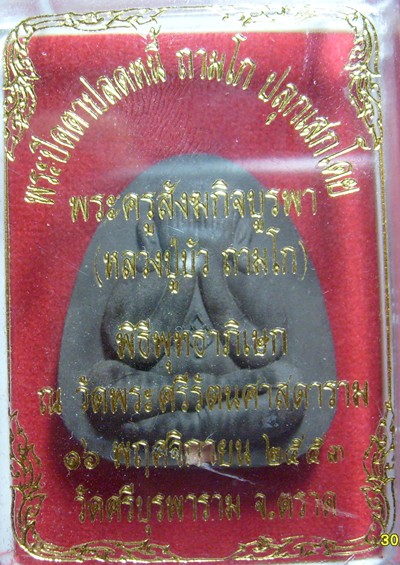 พระปิดตาปลดหนี้ ถามโก ปลุกเสกโดย
พระครูสังฆกิจบูรพา
(หลวงปู่บัว ถามโก)
พิธีพุทธาภิเษก
ณ วัดพระศรีรัตนศาสดาราม
๑๖ พฤศจิกายน ๒๕๕๓
วัดศรีบุรพาราม จ.ตราด
30